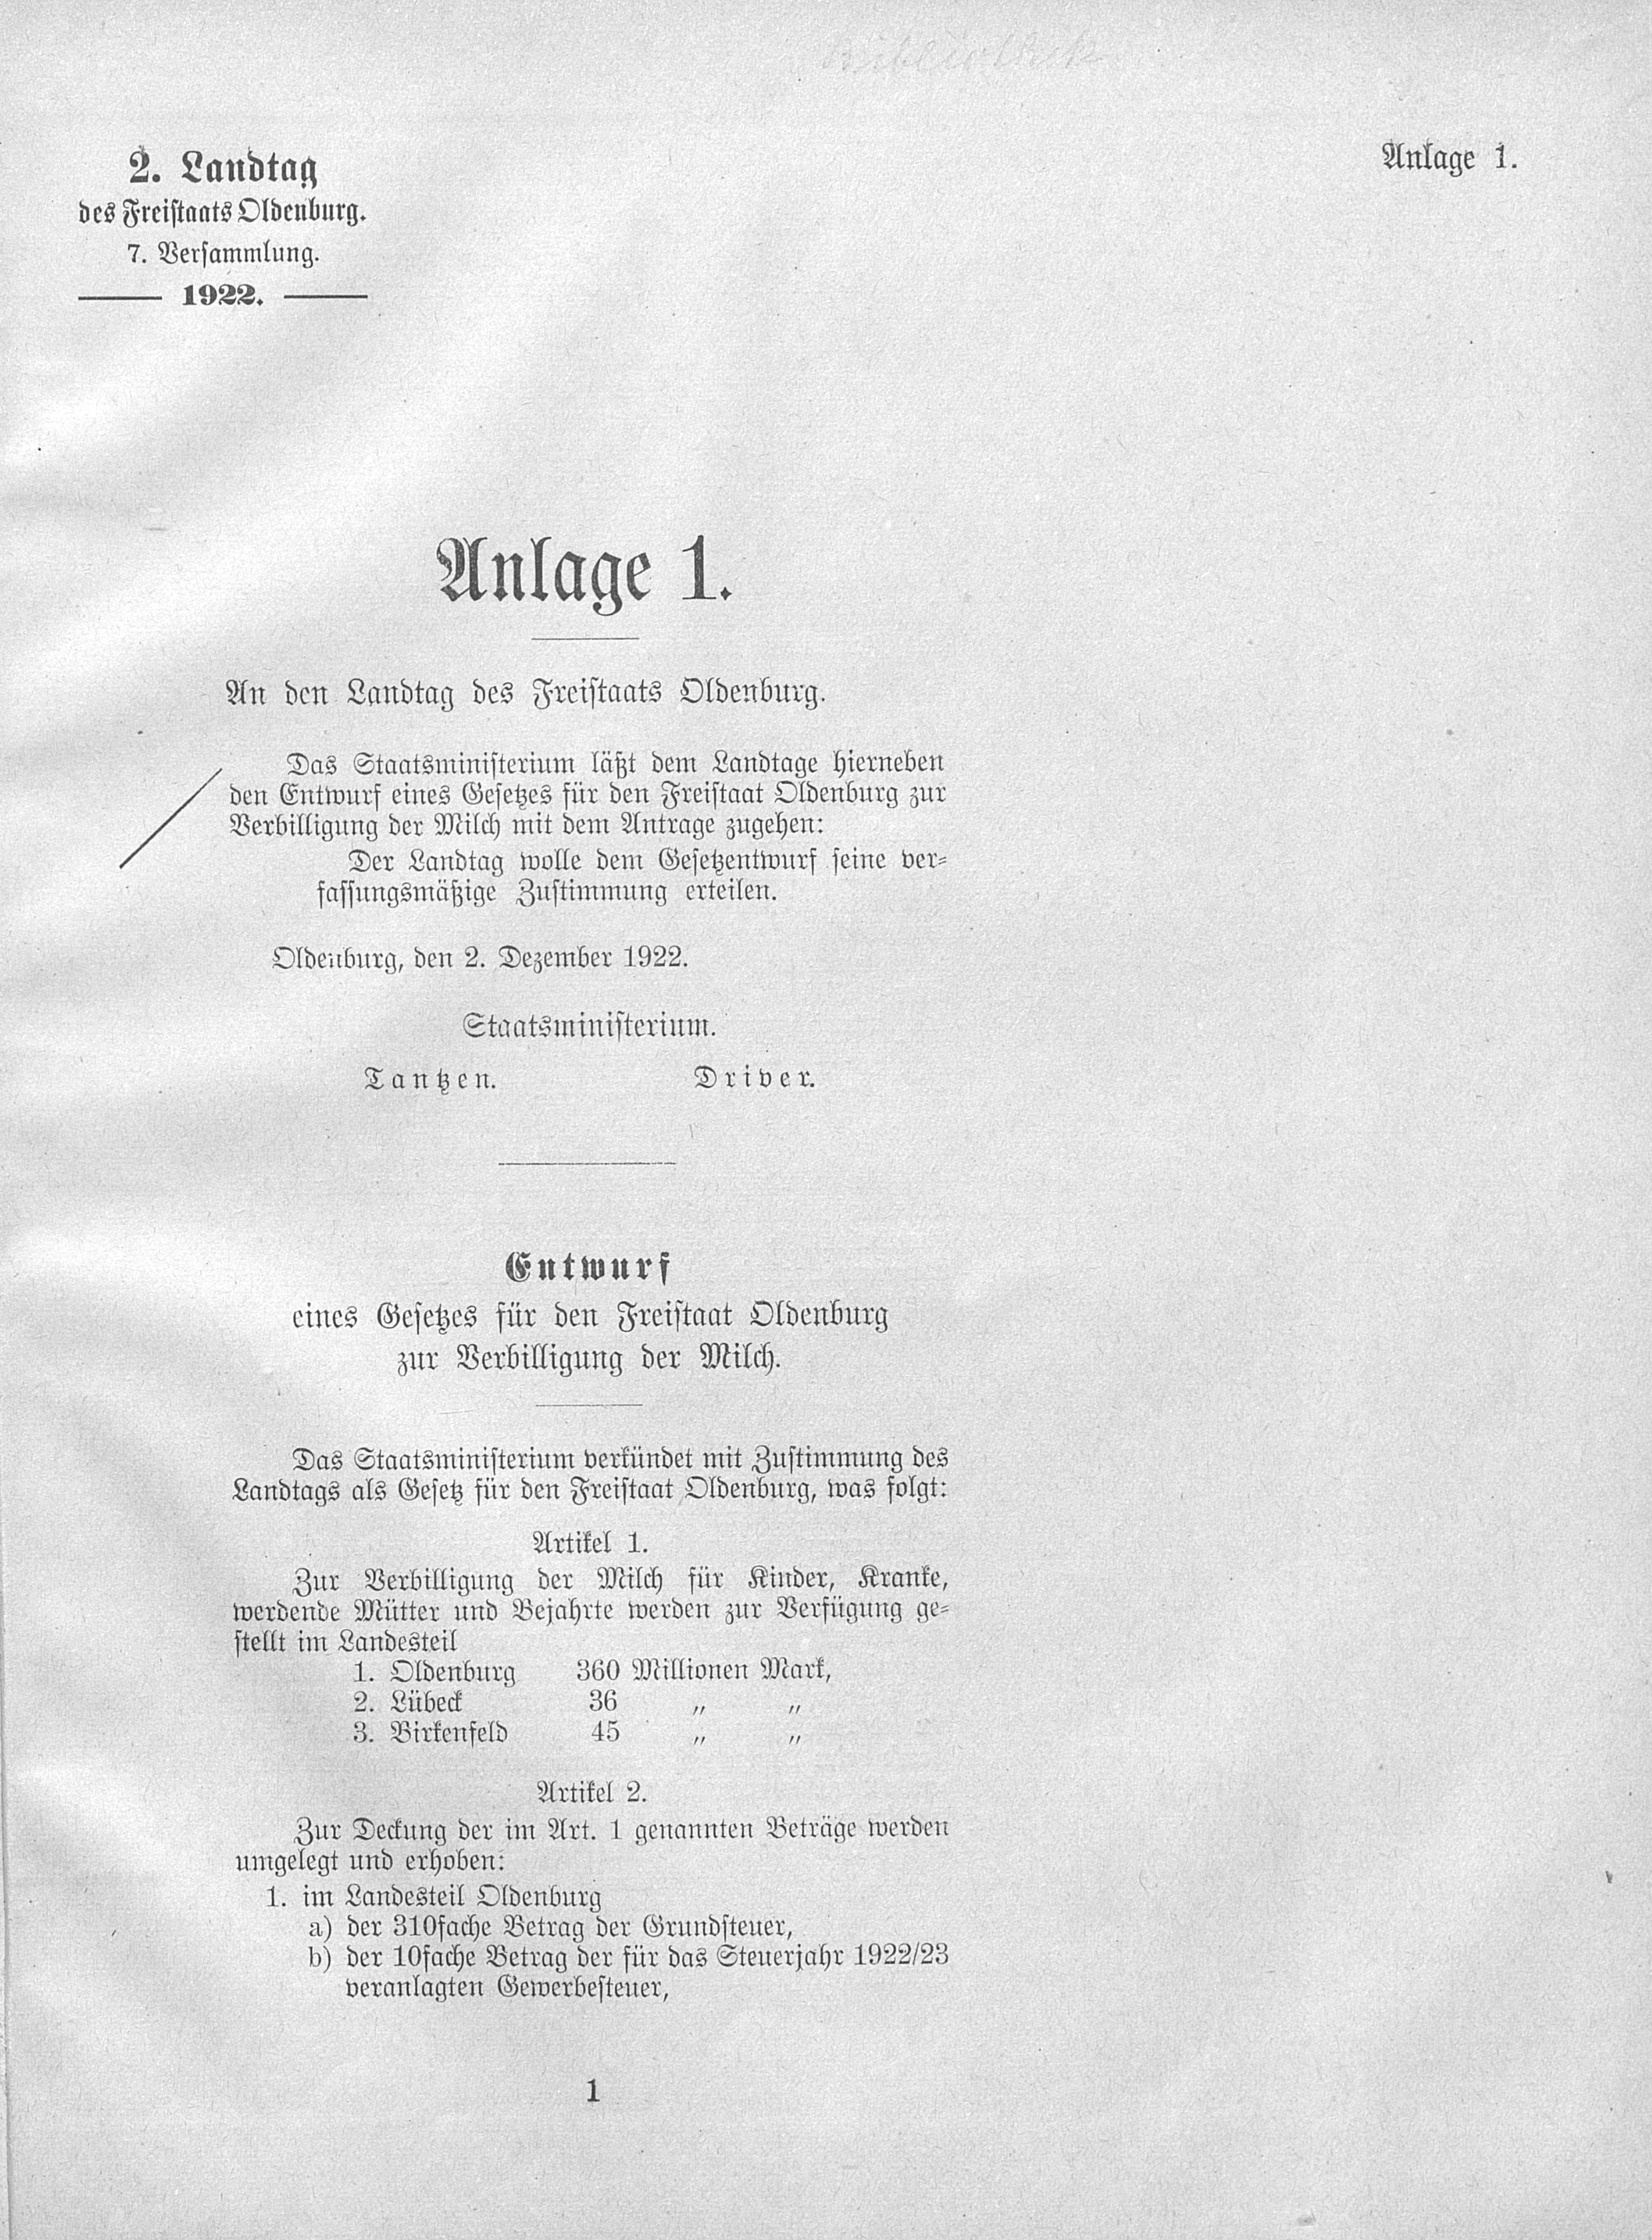 Bibliothek
2. Landtag
des Freistaats Oldenburg.
7. Versammlung.
1922.
Anlage 1.
Anlage 1.
An den Landtag des Freistaats Oldenburg.
Das Staatsministerium läßt dem Landtage hierneben
den Entwurf eines Gesetzes für den Freistaat Oldenburg zur
Verbilligung der Milch mit dem Antrage zugehen:
Der Landtag wolle dem Gesetzentwurf seine ver-
fassungsmäßige Zustimmung erteilen.
Oldenburg, den 2. Dezember 1922.
Staatsministerium.
Tantzen. Driver.
Entwurf
eines Gesetzes für den Freistaat Oldenburg
zur Verbilligung der Milch.
Das Staatsministerium verkündet mit Zustimmung des
Landtags als Gesetz für den Freistaat Oldenburg, was folgt:
Artikel 1.
Zur Verbilligung der Milch für Kinder, Kranke,
werdende Mütter und Bejahrte werden zur Verfügung ge-
stellt im Landesteil
1. Oldenburg 360 Millionen Mark,
2. Lübeck 36 „ „
3. Birkenfeld 45 „ „
Artikel 2.
Zur Deckung der im Art. 1 genannten Beträge werden
umgelegt und erhoben:
1. im Landesteil Oldenburg
a) der 310fache Betrag der Grundsteuer,
b) der 10fache Betrag der für das Steuerjahr 1922/23
veranlagten Gewerbesteuer,
1